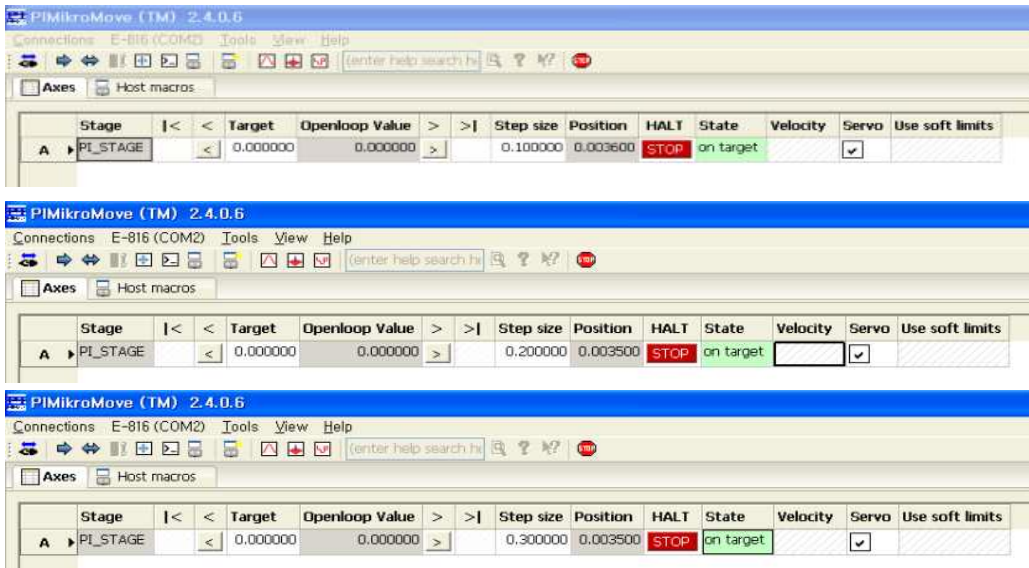 PIMikroMove (TM) 2.4.0.6
Connections E-816 (COM2) Tools View Help
(enter help search he ? STOP
Axes Host macros
Stage |< < Target Openloop Value > >| Step size Position HALT State Velocity Servo Use soft limits
A PI_STAGE < 0.000000 0.000000 > 0.100000 0.003600 STOP on target
PIMikroMove (TM) 2.4.0.6
Connections E-816 (COM2) Tools View Help
(enter help search he ? STOP
Axes Host macros
Stage |< < Target Openloop Value > >| Step size Position HALT State Velocity Servo Use soft limits
A PI_STAGE < 0.000000 0.000000 > 0.200000 0.003500 STOP on target
PIMikroMove (TM) 2.4.0.6
Connections E-816 (COM2) Tools View Help
(enter help search he ? STOP
Axes Host macros
Stage |< < Target Openloop Value > >| Step size Position HALT State Velocity Servo Use soft limits
A PI_STAGE < 0.000000 0.000000 > 0.300000 0.003500 STOP on target